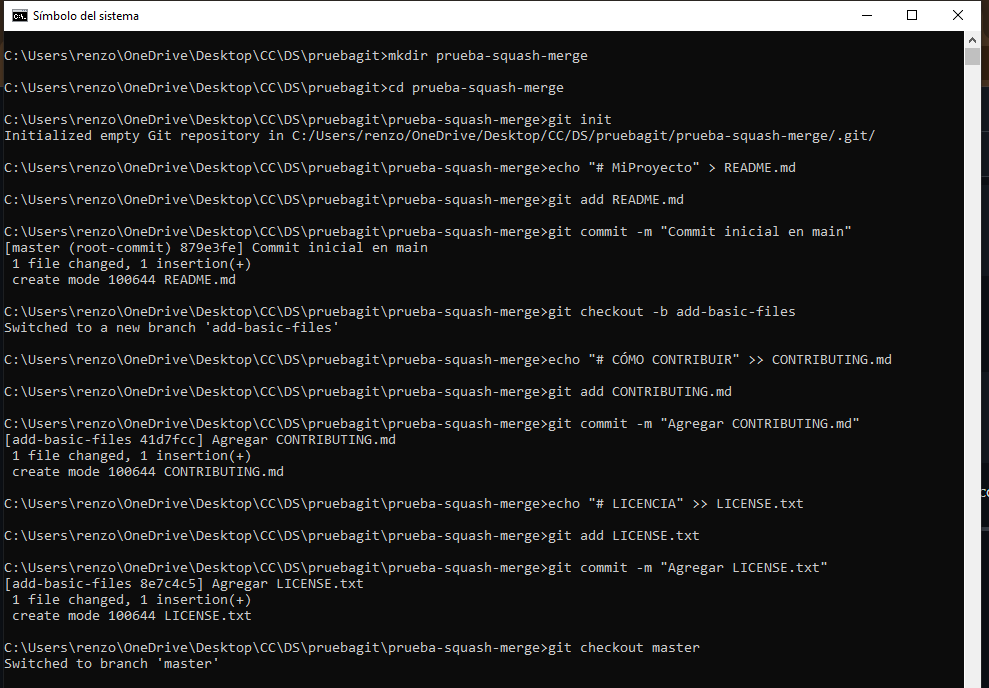 Símbolo del sistema
C:\Users\renzo\OneDrive\Desktop\CC\DS\pruebagit>mkdir prueba-squash-merge
C:\Users\renzo\OneDrive\Desktop\CC\DS\pruebagit>cd prueba-squash-merge
C:\Users\renzo\OneDrive\Desktop\CC\DS\pruebagit\prueba-squash-merge>git init
Initialized empty Git repository in C:/Users/renzo/OneDrive/Desktop/CC/DS/pruebagit/prueba-squash-merge/.git/
C:\Users\renzo\OneDrive\Desktop\CC\DS\pruebagit\prueba-squash-merge>echo "# MiProyecto" > README.md
C:\Users\renzo\OneDrive\Desktop\CC\DS\pruebagit\prueba-squash-merge>git add README.md
C:\Users\renzo\OneDrive\Desktop\CC\DS\pruebagit\prueba-squash-merge>git commit -m "Commit inicial en main"
[master (root-commit) 879e3fe] Commit inicial en main
 1 file changed, 1 insertion(+)
 create mode 100644 README.md
C:\Users\renzo\OneDrive\Desktop\CC\DS\pruebagit\prueba-squash-merge>git checkout -b add-basic-files
Switched to a new branch 'add-basic-files'
C:\Users\renzo\OneDrive\Desktop\CC\DS\pruebagit\prueba-squash-merge>echo "# CÓMO CONTRIBUIR" >> CONTRIBUTING.md
C:\Users\renzo\OneDrive\Desktop\CC\DS\pruebagit\prueba-squash-merge>git add CONTRIBUTING.md
C:\Users\renzo\OneDrive\Desktop\CC\DS\pruebagit\prueba-squash-merge>git commit -m "Agregar CONTRIBUTING.md"
[add-basic-files 41d7fcc] Agregar CONTRIBUTING.md
 1 file changed, 1 insertion(+)
 create mode 100644 CONTRIBUTING.md
C:\Users\renzo\OneDrive\Desktop\CC\DS\pruebagit\prueba-squash-merge>echo "# LICENCIA" >> LICENSE.txt
C:\Users\renzo\OneDrive\Desktop\CC\DS\pruebagit\prueba-squash-merge>git add LICENSE.txt
C:\Users\renzo\OneDrive\Desktop\CC\DS\pruebagit\prueba-squash-merge>git commit -m "Agregar LICENSE.txt"
[add-basic-files 8e7c4c5] Agregar LICENSE.txt
 1 file changed, 1 insertion(+)
 create mode 100644 LICENSE.txt
C:\Users\renzo\OneDrive\Desktop\CC\DS\pruebagit\prueba-squash-merge>git checkout master
Switched to branch 'master'